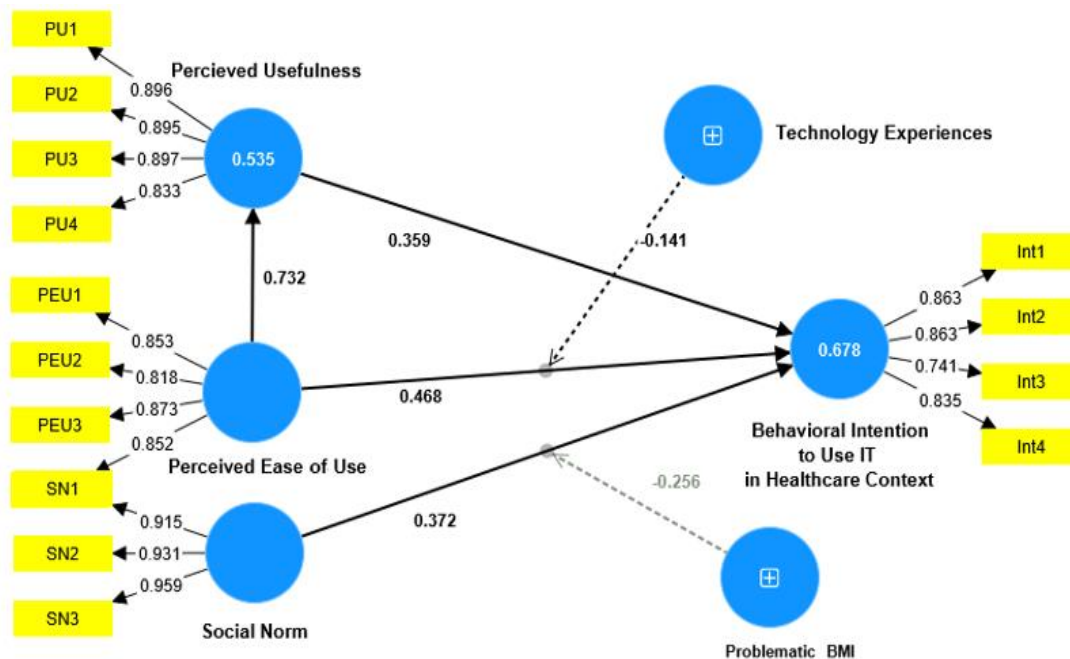 PU1
PU2
PU3
PU4
0.896
0.895
0.897
0.833
Percieved Usefulness
0.535
Technology Experiences
0.359
-0.141
0.732
PEU1
PEU2
PEU3
0.853
0.818
0.873
0.852
Perceived Ease of Use
0.468
Int1
Int2
Int3
Int4
0.863
0.863
0.741
0.835
0.678
Behavioral Intention
to Use IT
in Healthcare Context
SN1
SN2
SN3
0.915
0.931
0.959
Social Norm
0.372
-0.256
Problematic BMI